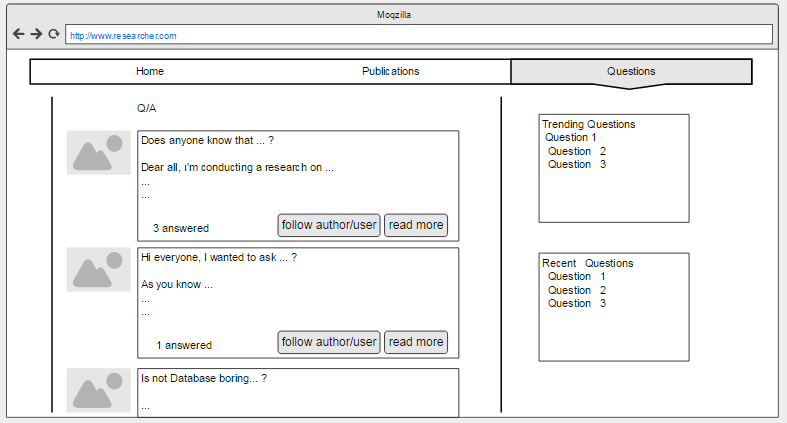 Moqzilla
http://www.researcher.com
Home
Publications
Questions
Q/A
Does anyone know that ... ?
Dear all, ı'm conducting a research on ...
...
...
3 answered
follow author/user
read more
Hi everyone, I wanted to ask ... ?
As you know ...
...
...
1 answered
follow author/user
read more
Is not Database boring... ?
...
Trending Questions
Question 1
Question 2
Question 3
Recent Questions
Question 1
Question 2
Question 3